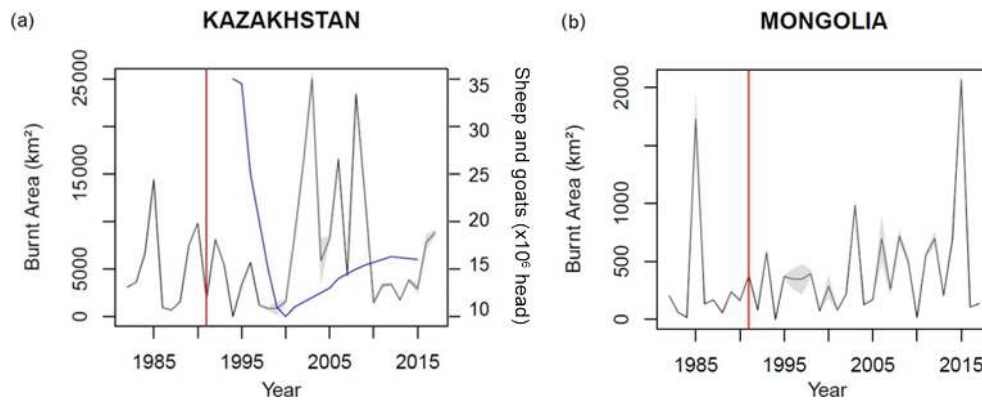 (a)
KAZAKHSTAN
Burnt Area (km²)
25000
15000
5000
0
35
30
25
20
15
10
Sheep and goats (x10⁶ head)
1985
1995
2005
2015
Year
(b)
MONGOLIA
Burnt Area (km²)
2000
1000
500
0
1985
1995
2005
2015
Year